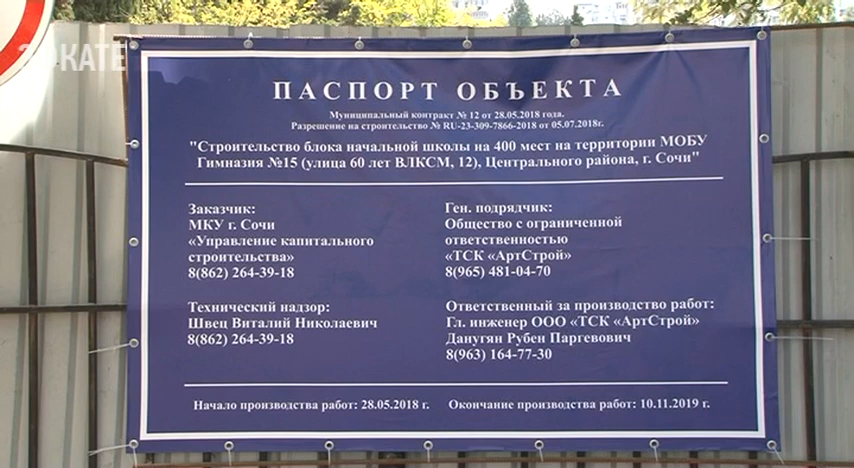 ЭФКАТЕ
ПАСПОРТ ОБЪЕКТА
Муниципальный контракт № 12 от 28.05.2018 года.
Разрешение на строительство № RU-23-309-7866-2018 от 05.07.2018г.
"Строительство блока начальной школы на 400 мест на территории МОБУ
Гимназия №15 (улица 60 лет ВЛКСМ, 12), Центрального района, г. Сочи"
Заказчик:
МКУ г. Сочи
«Управление капитального
строительства»
8(862) 264-39-18
Ген. подрядчик:
Общество с ограниченной
ответственностью
«ТСК «АртСтрой»
8(965) 481-04-70
Технический надзор:
Швец Виталий Николаевич
8(862) 264-39-18
Ответственный за производство работ:
Гл. инженер ООО «ТСК «АртСтрой»
Данугян Рубен Паргевович
8(963) 164-77-30
Начало производства работ: 28.05.2018 г.
Окончание производства работ: 10.11.2019 г.